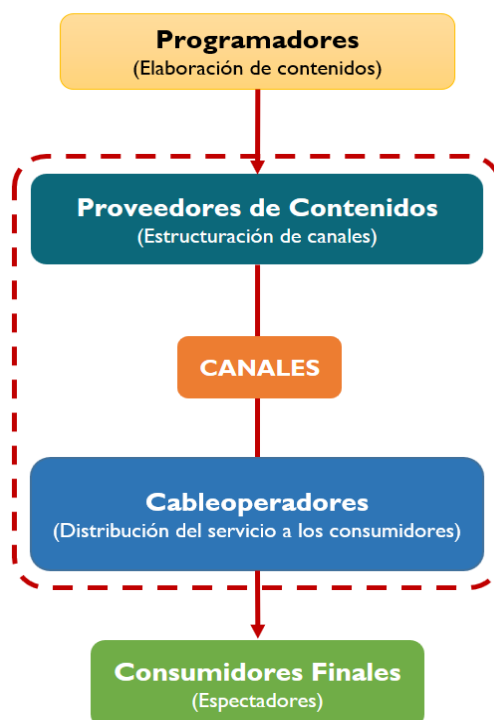 Programadores
(Elaboración de contenidos)
Proveedores de Contenidos
(Estructuración de canales)
CANALES
Cableoperadores
(Distribución del servicio a los consumidores)
Consumidores Finales
(Espectadores)